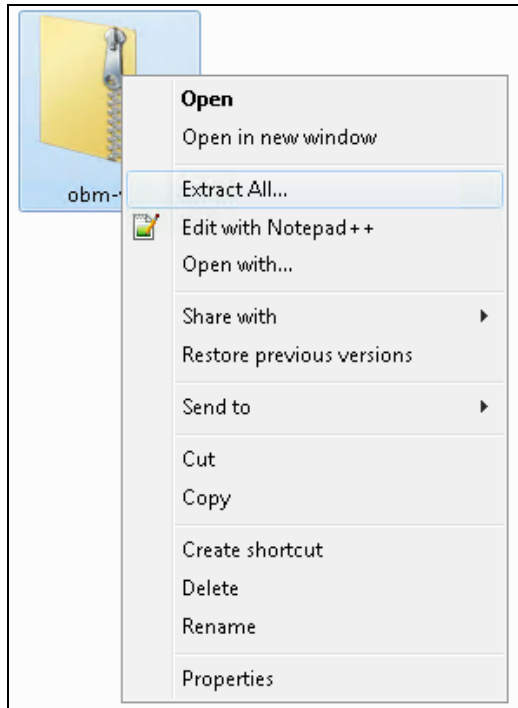 Open
Open in new window
obm-
Extract All...
Edit with Notepad++
Open with...
Share with
Restore previous versions
Send to
Cut
Copy
Create shortcut
Delete
Rename
Properties